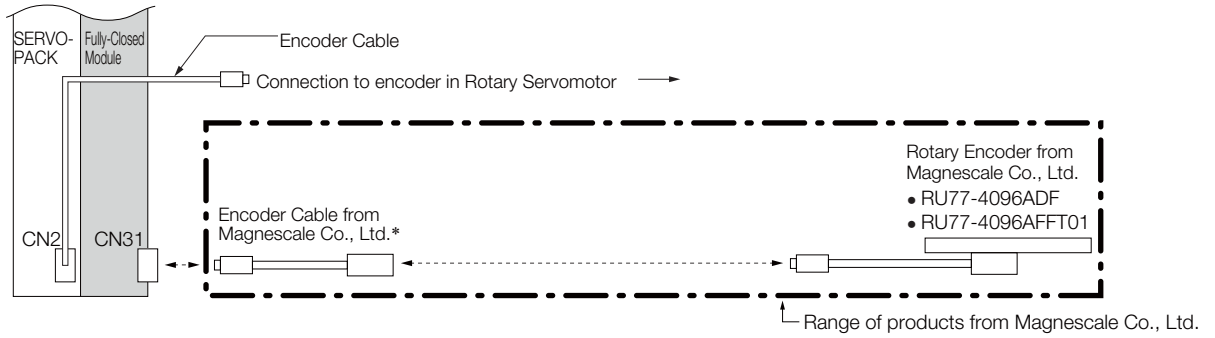 SERVO-
PACK
Fully-Closed
Module
Encoder Cable
Connection to encoder in Rotary Servomotor
Rotary Encoder from
Magnescale Co., Ltd.
• RU77-4096ADF
• RU77-4096AFFT01
Encoder Cable from
Magnescale Co., Ltd.*
CN2
CN31
Range of products from Magnescale Co., Ltd.